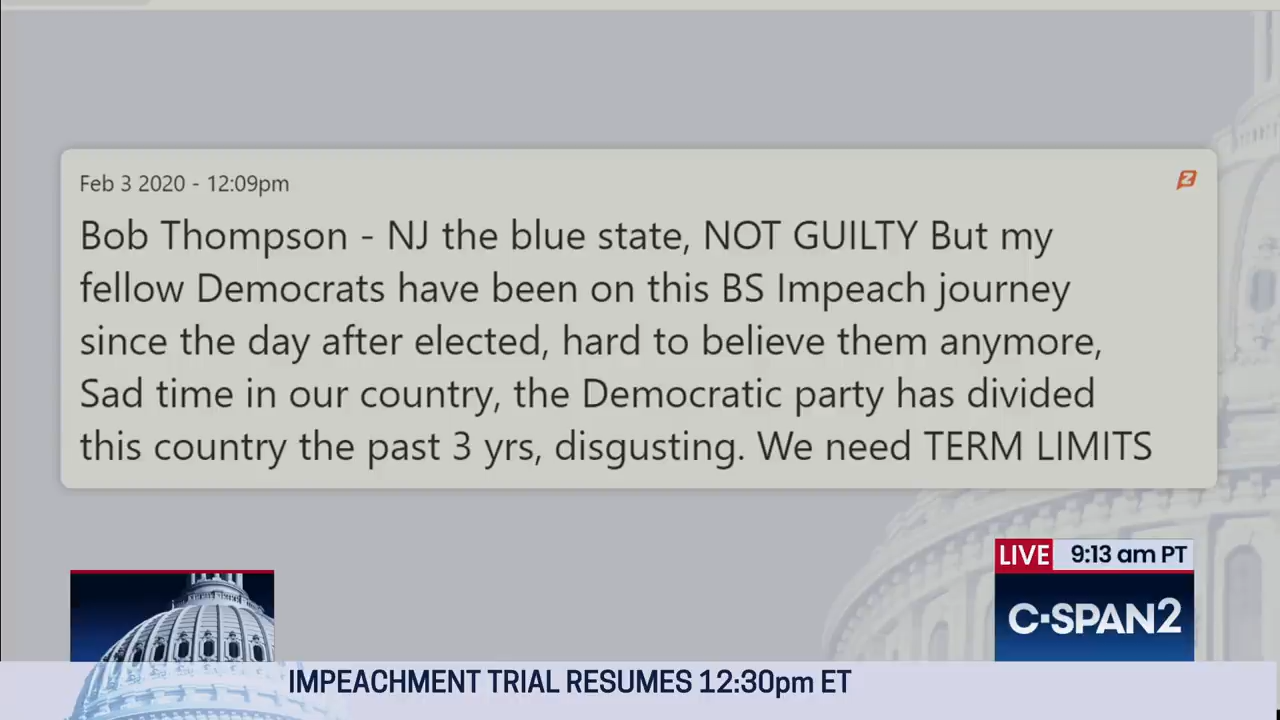 Feb 3 2020 - 12:09pm
Bob Thompson - NJ the blue state, NOT GUILTY But my
fellow Democrats have been on this BS Impeach journey
since the day after elected, hard to believe them anymore,
Sad time in our country, the Democratic party has divided
this country the past 3 yrs, disgusting. We need TERM LIMITS
LIVE 9:13 am PT
C-SPAN2
IMPEACHMENT TRIAL RESUMES 12:30pm ET